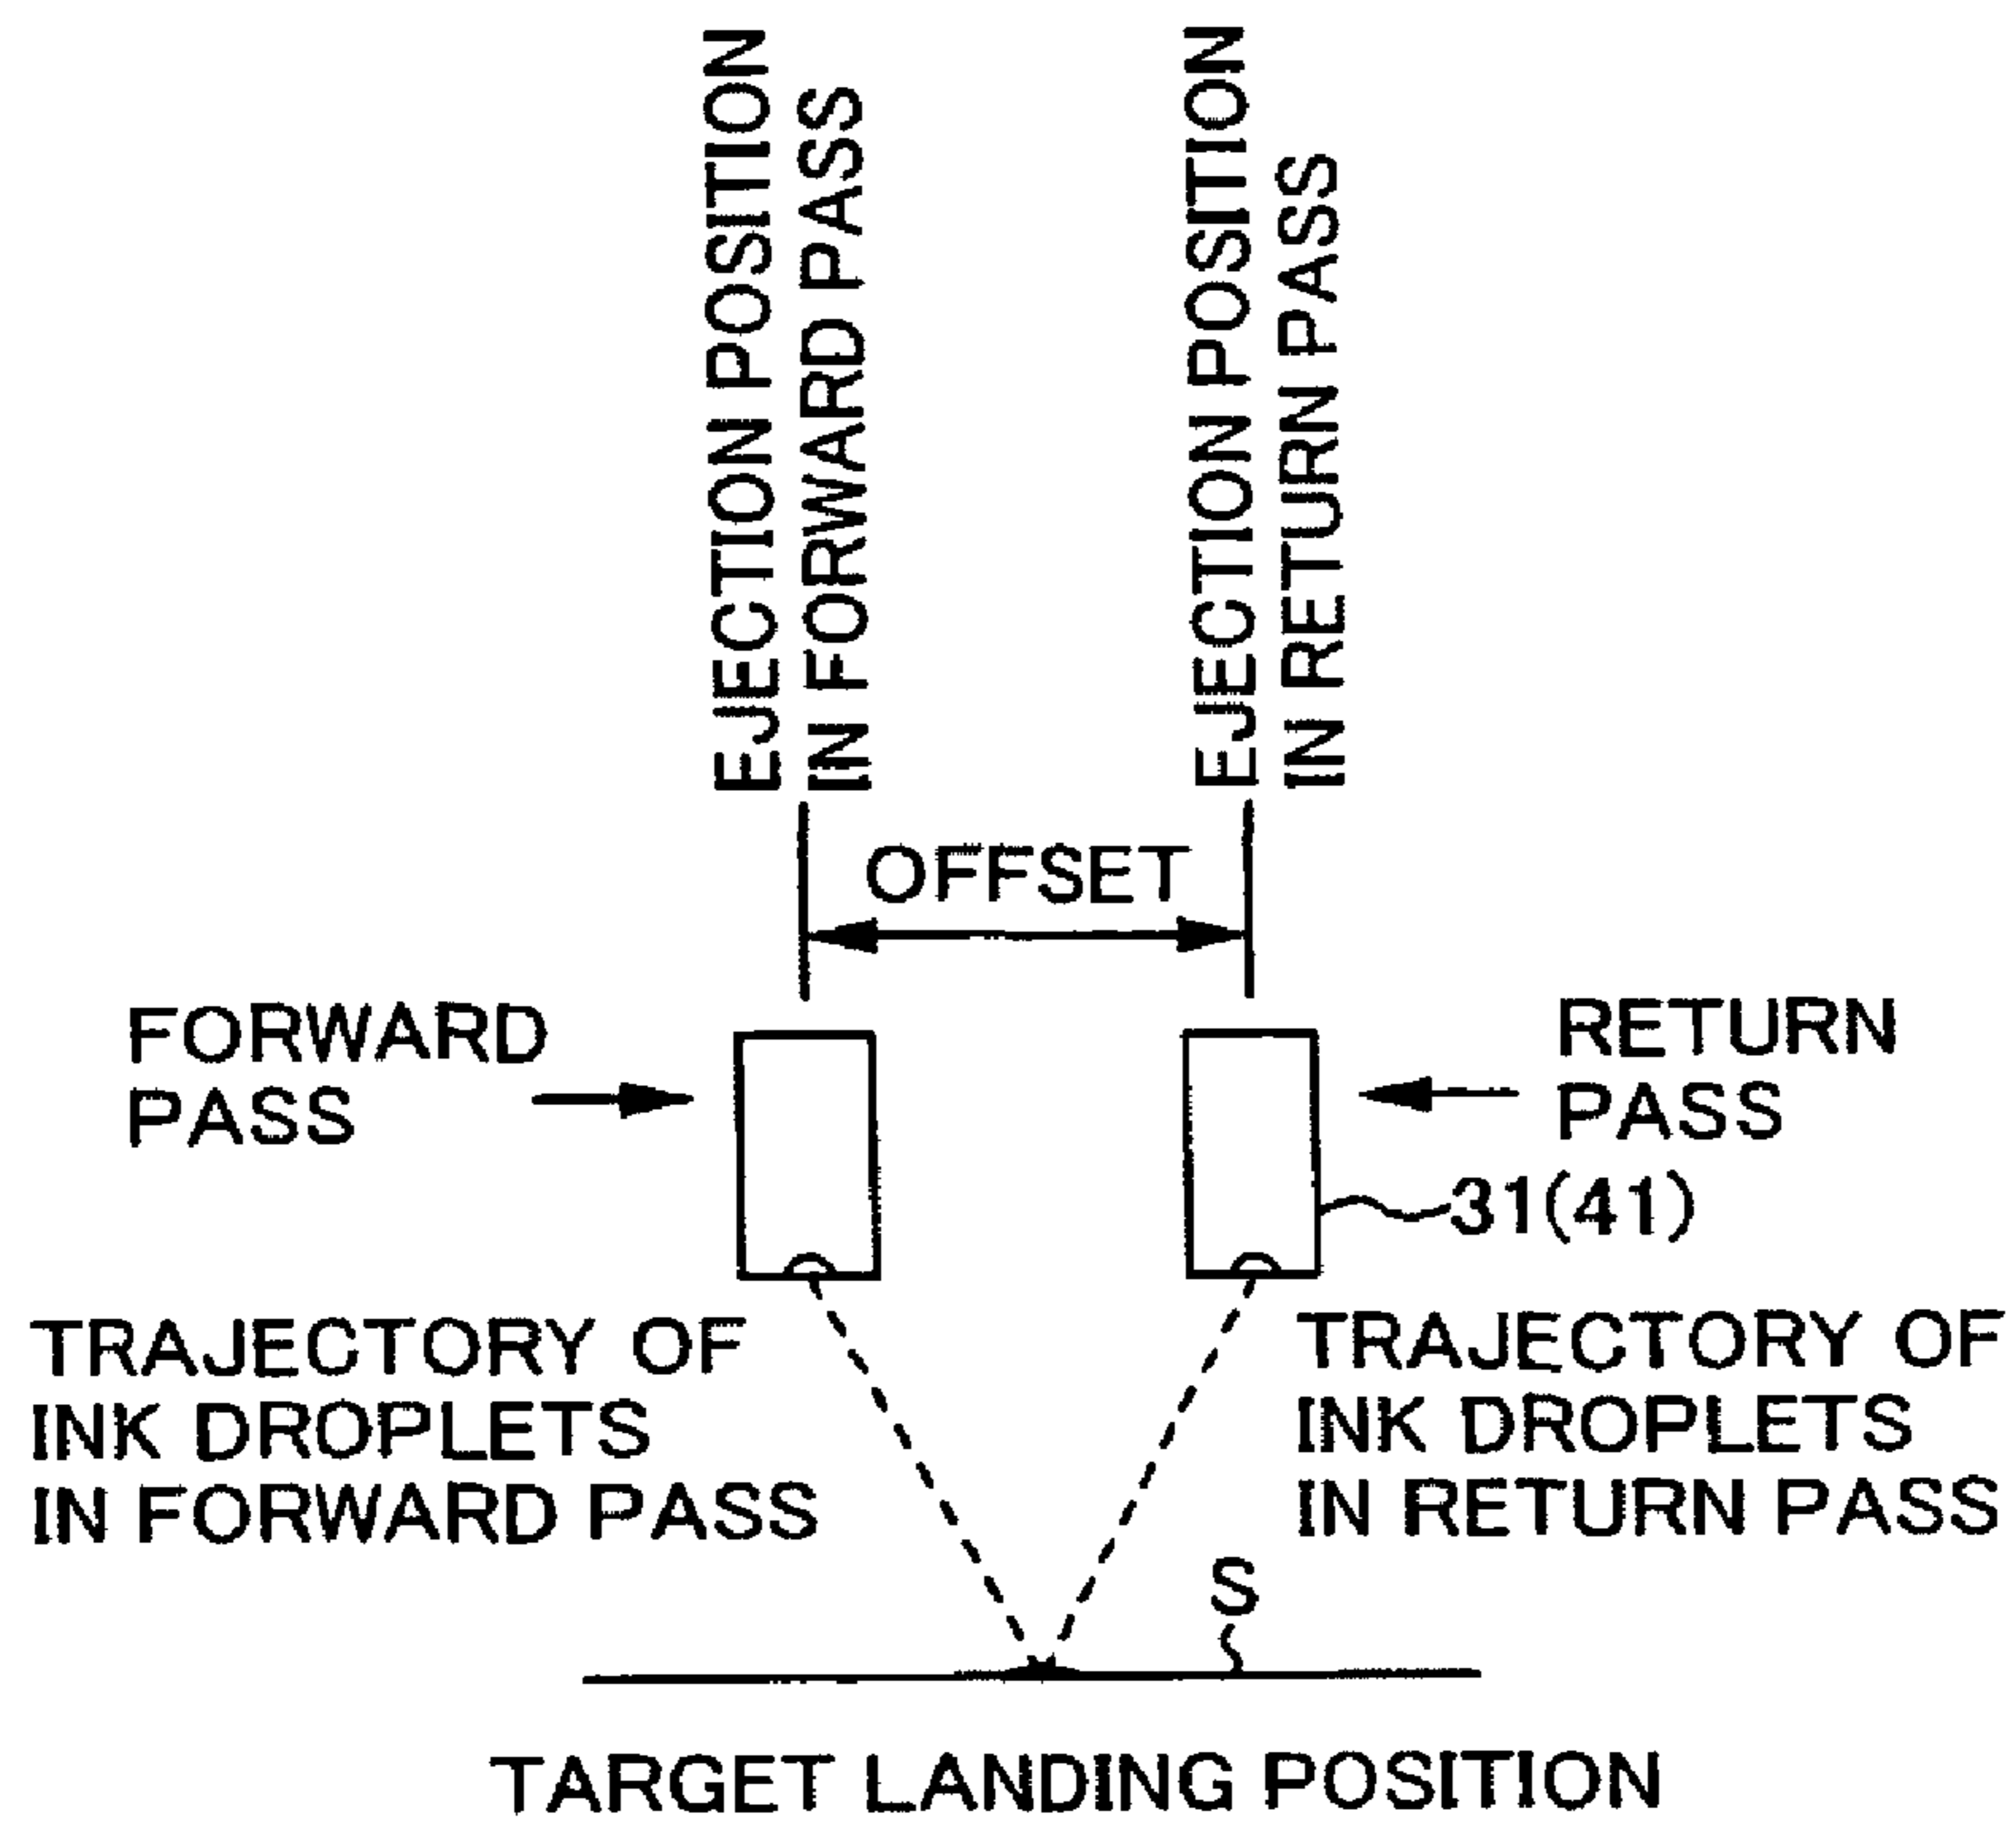 EJECTION POSITION
IN FORWARD PASS
EJECTION POSITION
IN RETURN PASS
OFFSET
FORWARD
PASS
RETURN
PASS
31(41)
TRAJECTORY OF
INK DROPLETS
IN FORWARD PASS
TRAJECTORY OF
INK DROPLETS
IN RETURN PASS
S
TARGET LANDING POSITION